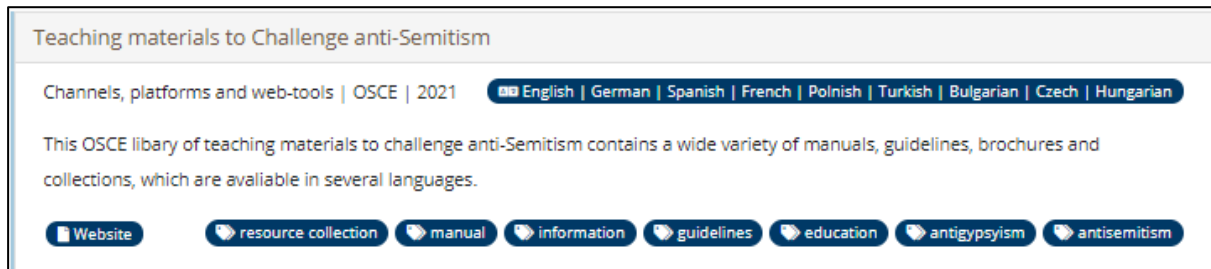 Teaching materials to Challenge anti-Semitism
Channels, platforms and web-tools | OSCE | 2021 English | German | Spanish | French | Polnish | Turkish | Bulgarian | Czech | Hungarian
This OSCE libary of teaching materials to challenge anti-Semitism contains a wide variety of manuals, guidelines, brochures and
collections, which are avaliable in several languages.
Website resource collection manual information guidelines education antigypsyism antisemitism